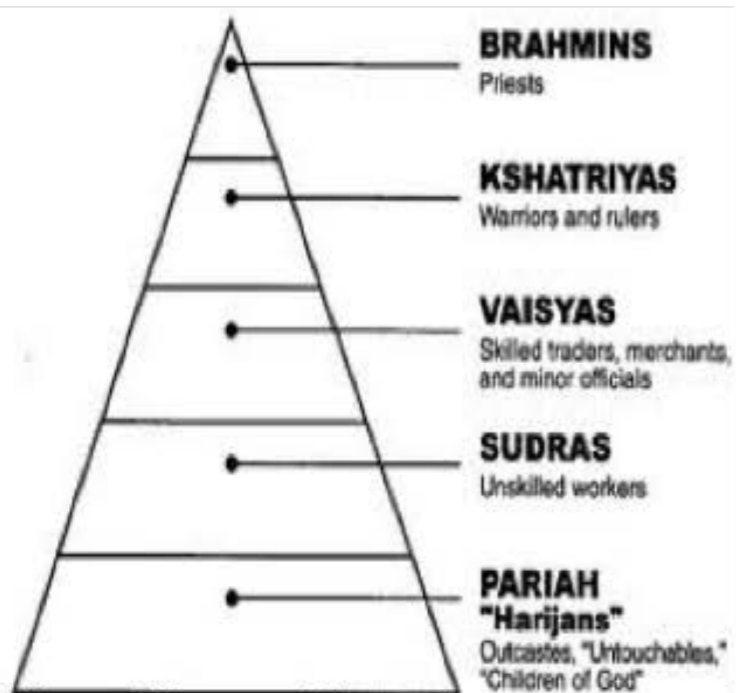 BRAHMINS
Priests
KSHATRIYAS
Warriors and rulers
VAISYAS
Skilled traders, merchants,
and minor officials
SUDRAS
Unskilled workers
PARIAH
"Harijans"
Outcastes, "Untouchables,"
"Children of God"